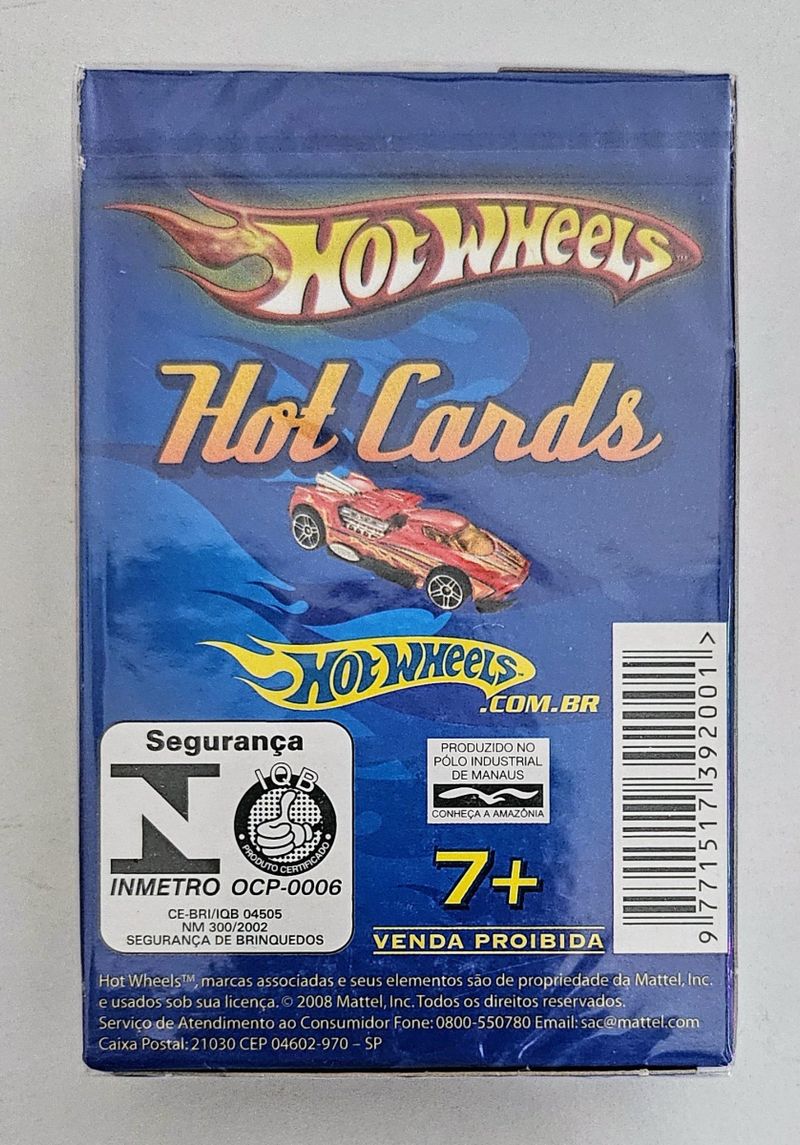 Hot Wheels™
Hot Cards
Hot Wheels™
.COM.BR
Segurança
IQB
PRODUTO CERTIFICADO
INMETRO OCP-0006
CE-BRI/IQB 04505
NM 300/2002
SEGURANÇA DE BRINQUEDOS
PRODUZIDO NO
PÓLO INDUSTRIAL
DE MANAUS
CONHEÇA A AMAZÔNIA
7+
VENDA PROIBIDA
9 771517 392001 >
Hot Wheels™, marcas associadas e seus elementos são de propriedade da Mattel, Inc.
e usados sob sua licença. © 2008 Mattel, Inc. Todos os direitos reservados.
Serviço de Atendimento ao Consumidor Fone: 0800-550780 Email: sac@mattel.com
Caixa Postal: 21030 CEP 04602-970 – SP